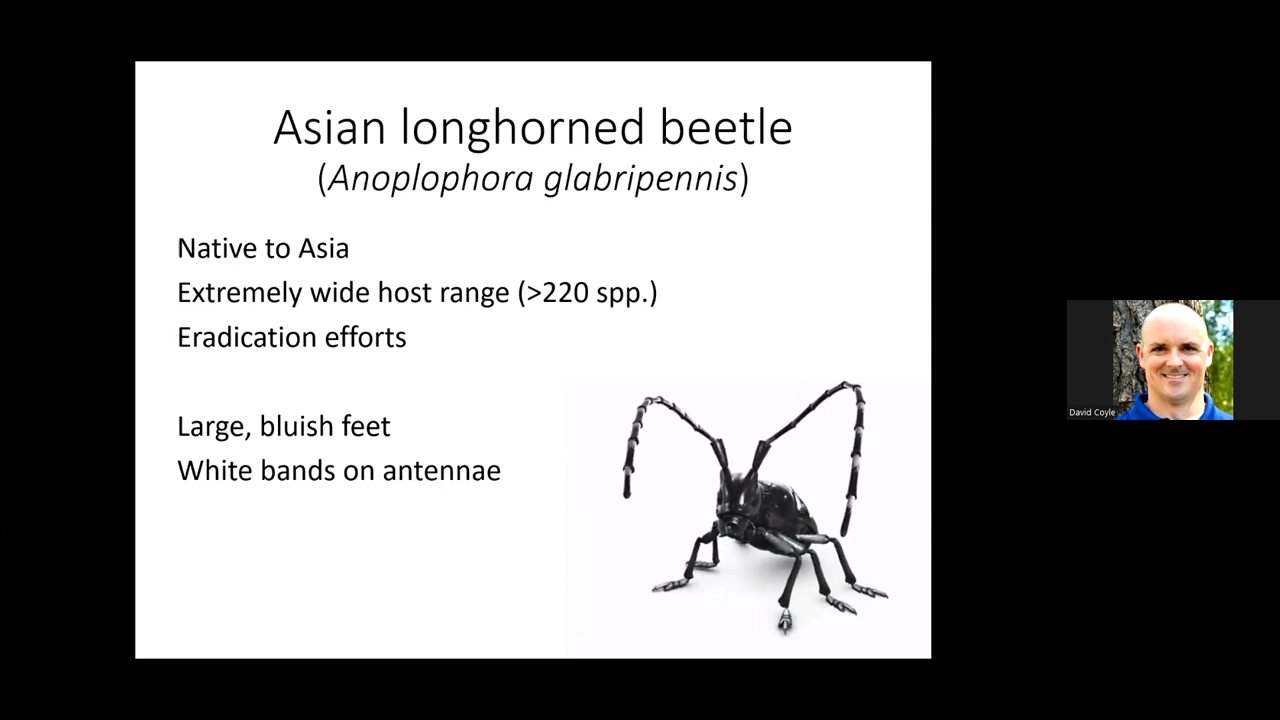 Asian longhorned beetle
(Anoplophora glabripennis)
Native to Asia
Extremely wide host range (>220 spp.)
Eradication efforts
Large, bluish feet
White bands on antennae
David Coyle